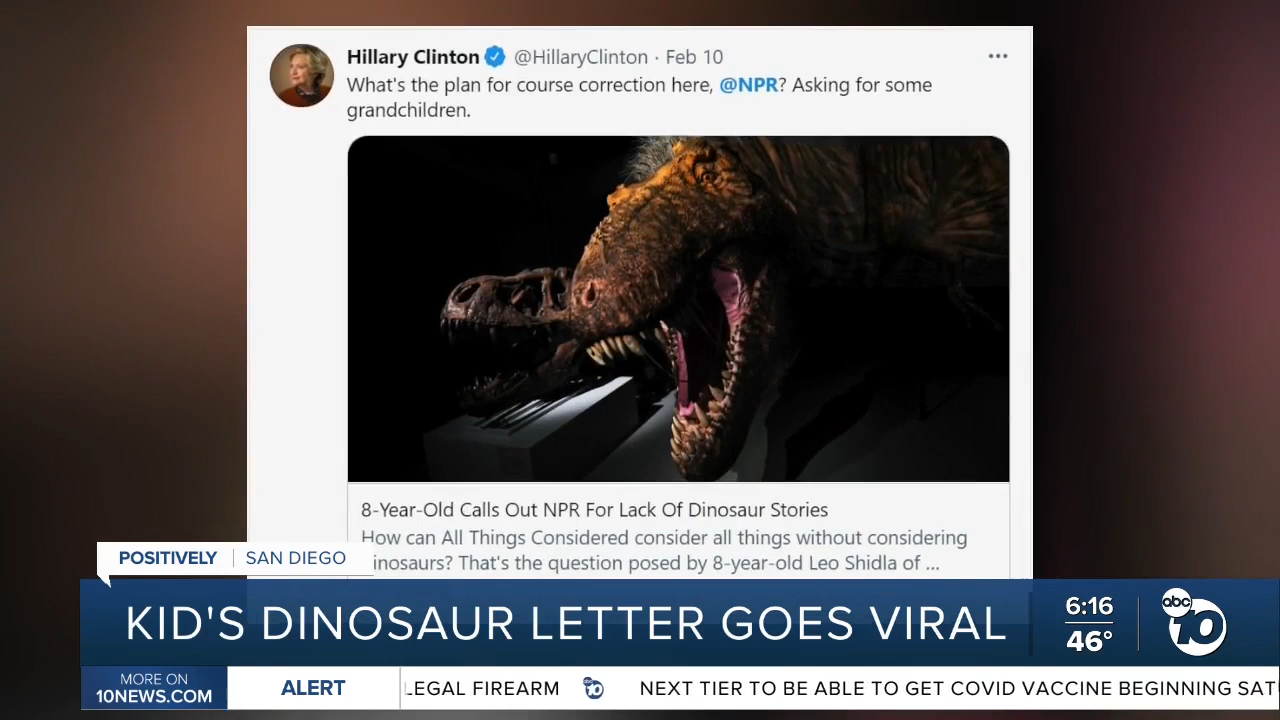 Hillary Clinton @HillaryClinton · Feb 10
What's the plan for course correction here, @NPR? Asking for some
grandchildren.
8-Year-Old Calls Out NPR For Lack Of Dinosaur Stories
How can All Things Considered consider all things without considering
inosaurs? That's the question posed by 8-year-old Leo Shidla of ...
POSITIVELY SAN DIEGO
KID'S DINOSAUR LETTER GOES VIRAL
6:16
46°
abc 10
MORE ON
10NEWS.COM
ALERT
LEGAL FIREARM abc 10 NEXT TIER TO BE ABLE TO GET COVID VACCINE BEGINNING SAT